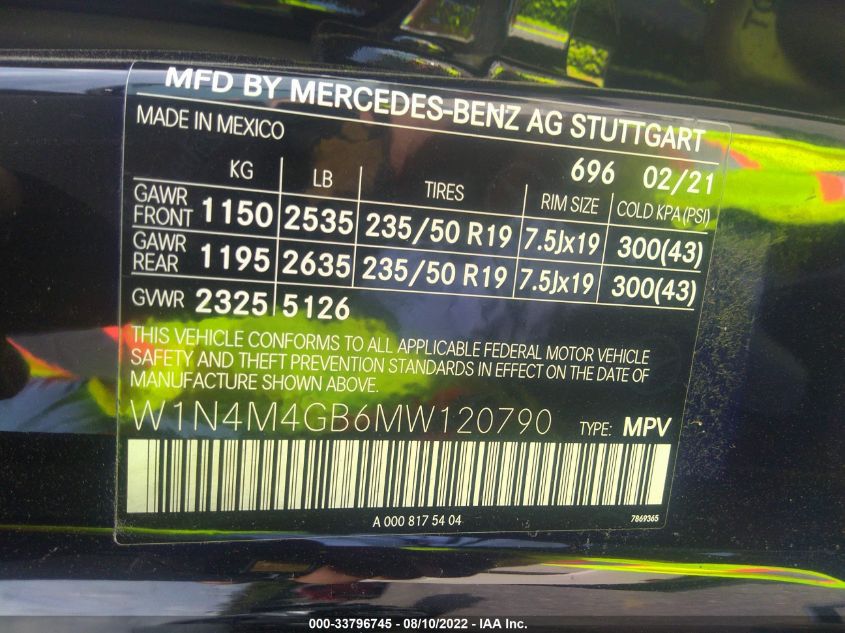 MFD BY MERCEDES-BENZ AG STUTTGART
MADE IN MEXICO
696 02/21
KG LB TIRES RIM SIZE COLD KPA (PSI)
GAWR FRONT 1150 2535 235/50 R19 7.5Jx19 300(43)
GAWR REAR 1195 2635 235/50 R19 7.5Jx19 300(43)
GVWR 2325 5126
THIS VEHICLE CONFORMS TO ALL APPLICABLE FEDERAL MOTOR VEHICLE
SAFETY AND THEFT PREVENTION STANDARDS IN EFFECT ON THE DATE OF
MANUFACTURE SHOWN ABOVE.
W1N4M4GB6MW120790 TYPE: MPV
A 000 817 54 04 7869365
000-33796745 - 08/10/2022 - IAA Inc.